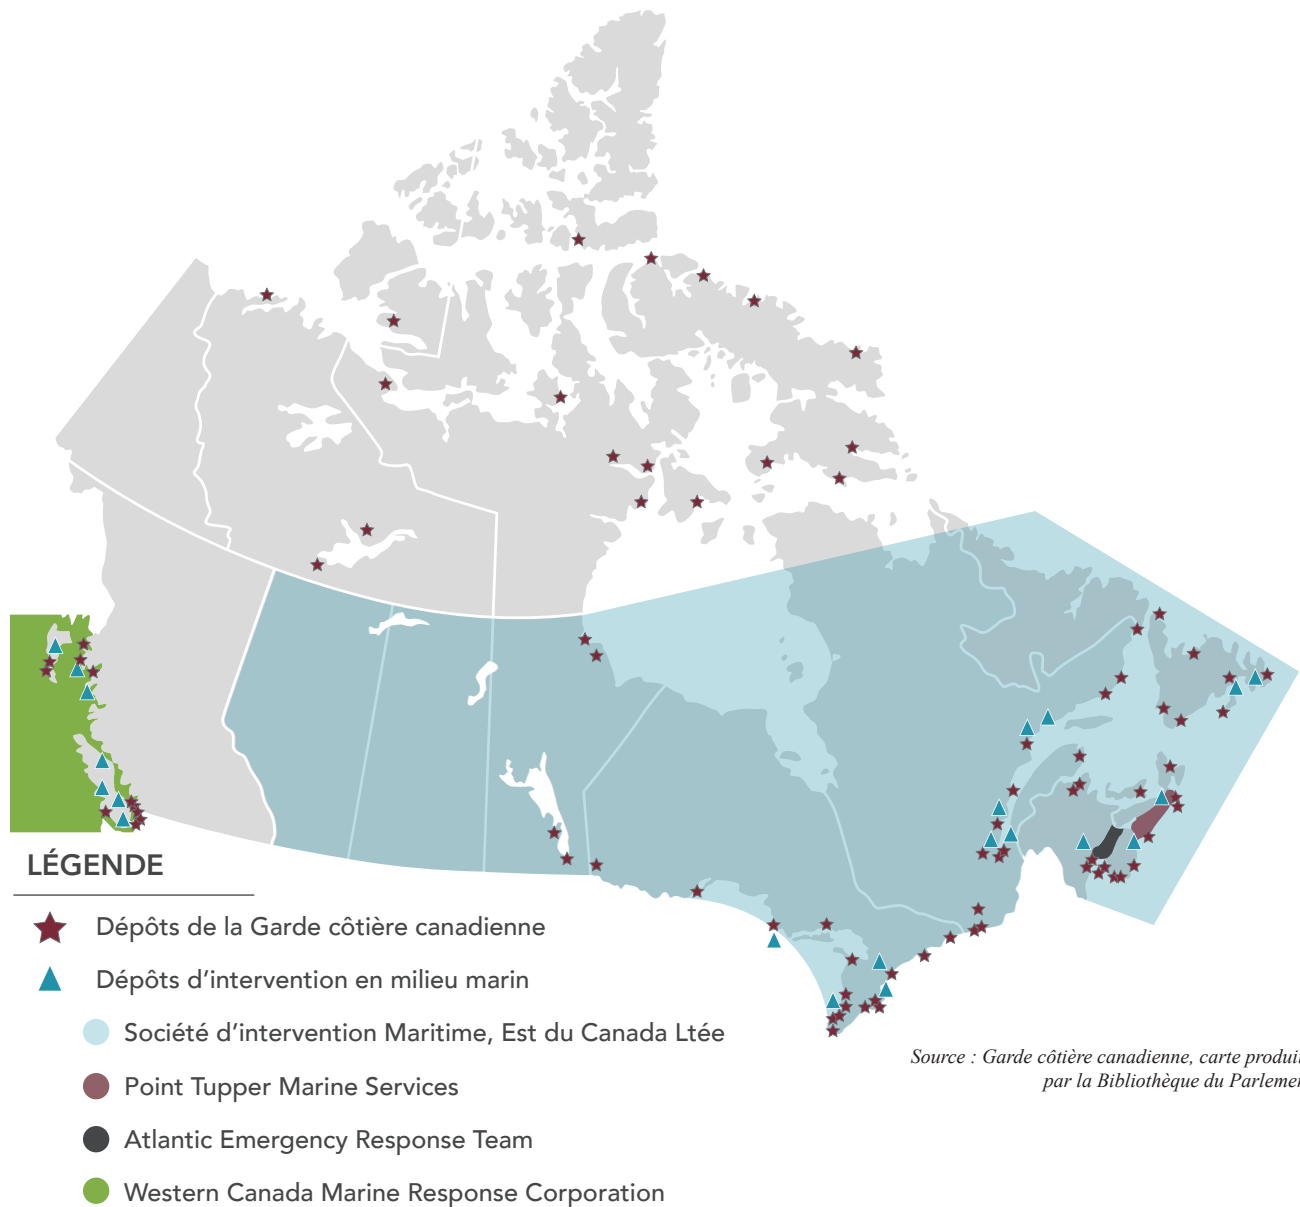 LÉGENDE
Dépôts de la Garde côtière canadienne
Dépôts d'intervention en milieu marin
Société d'intervention Maritime, Est du Canada Ltée
Point Tupper Marine Services
Atlantic Emergency Response Team
Western Canada Marine Response Corporation
Source : Garde côtière canadienne, carte produi
par la Bibliothèque du Parlemen